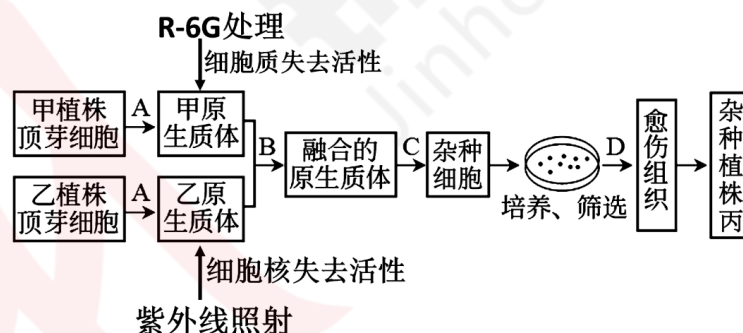 R-6G处理
细胞质失去活性
甲植株
顶芽细胞
A
甲原
生质体
B
融合的
原生质体
C
杂种
细胞
D
愈伤组织
杂种植株丙
乙植株
顶芽细胞
A
乙原
生质体
培养、筛选
细胞核失去活性
紫外线照射